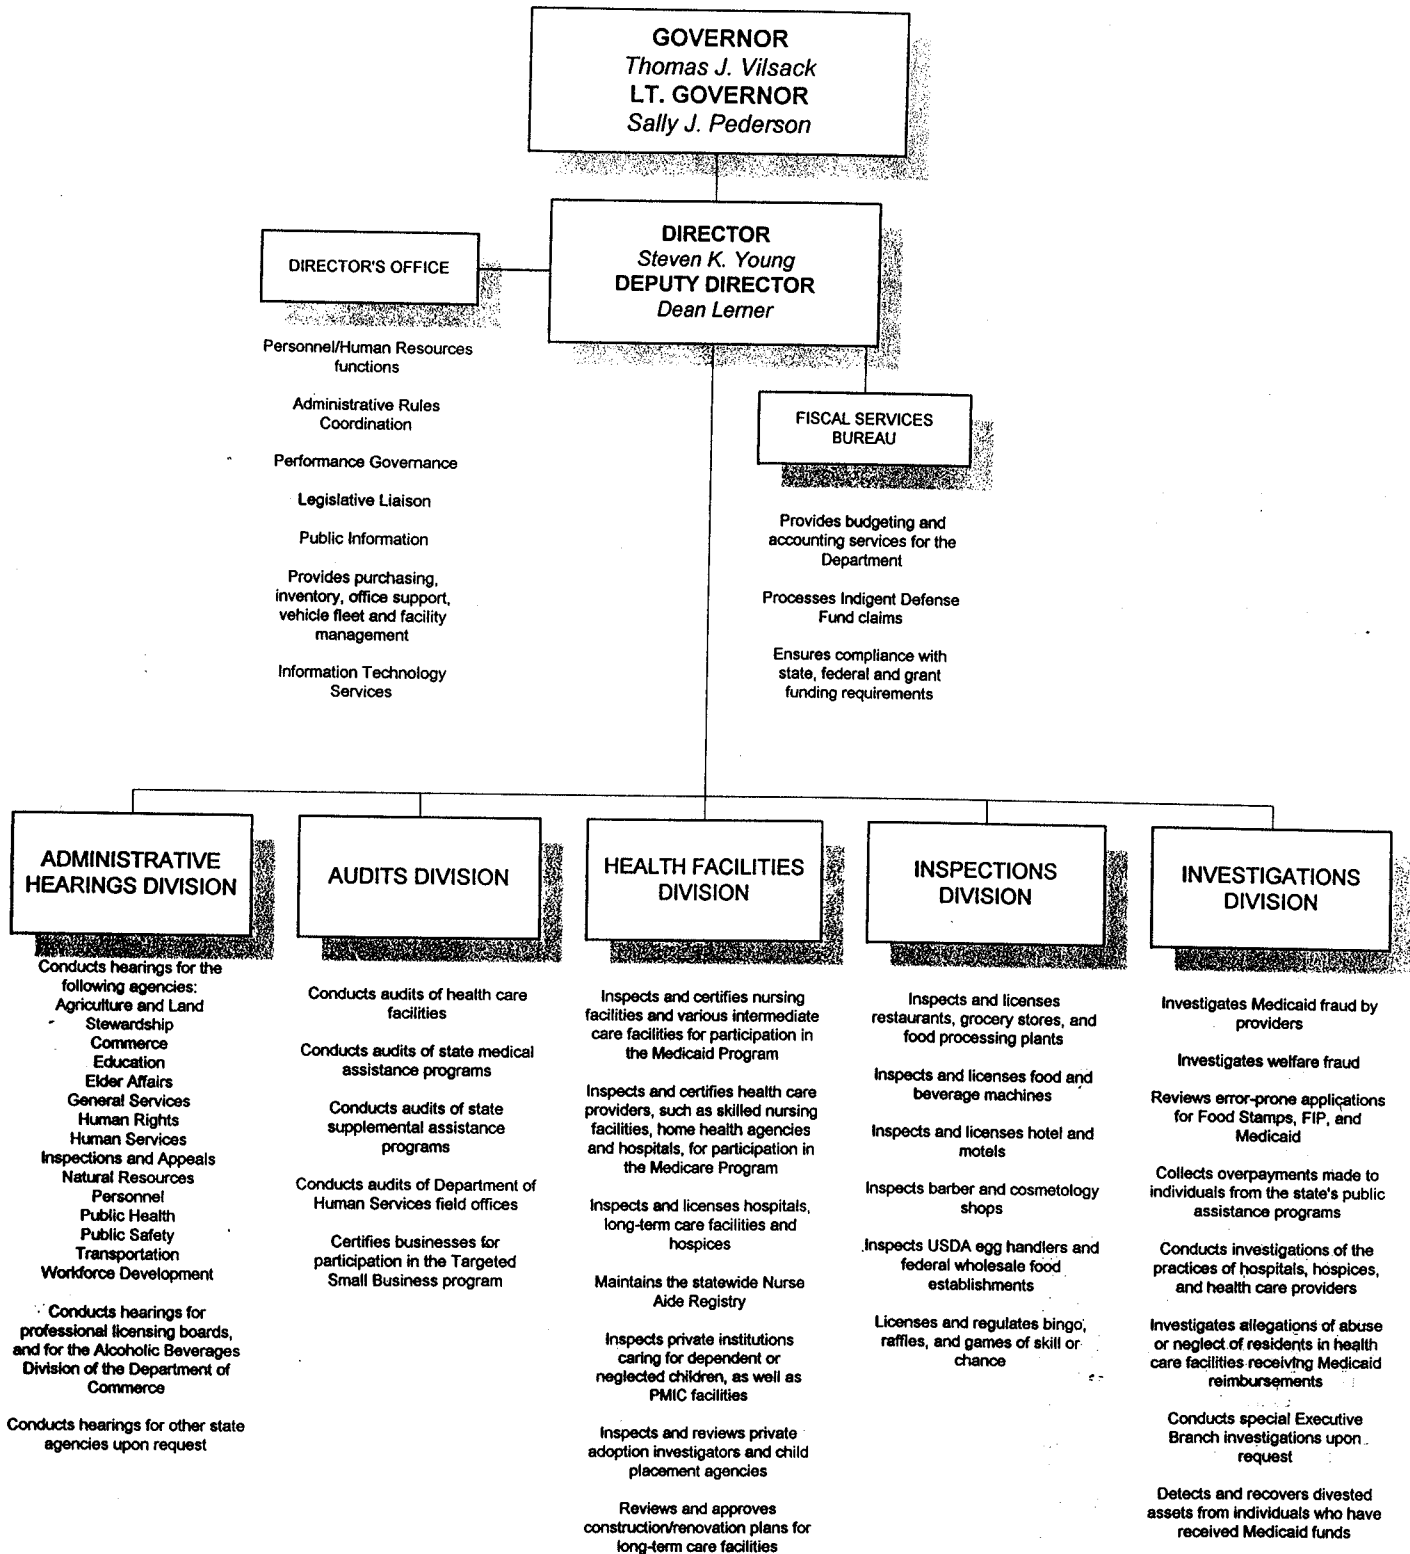 GOVERNOR
Thomas J. Vilsack
LT. GOVERNOR
Sally J. Pederson
DIRECTOR
Steven K. Young
DEPUTY DIRECTOR
Dean Lerner
DIRECTOR'S OFFICE
Personnel/Human Resources
functions
Administrative Rules
Coordination
Performance Governance
Legislative Liaison
Public Information
Provides purchasing,
inventory, office support,
vehicle fleet and facility
management
Information Technology
Services
FISCAL SERVICES
BUREAU
Provides budgeting and
accounting services for the
Department
Processes Indigent Defense
Fund claims
Ensures compliance with
state, federal and grant
funding requirements
ADMINISTRATIVE
HEARINGS DIVISION
Conducts hearings for the
following agencies:
Agriculture and Land
Stewardship
Commerce
Education
Elder Affairs
General Services
Human Rights
Human Services
Inspections and Appeals
Natural Resources
Personnel
Public Health
Public Safety
Transportation
Workforce Development
Conducts hearings for
professional licensing boards,
and for the Alcoholic Beverages
Division of the Department of
Commerce
Conducts hearings for other state
agencies upon request
AUDITS DIVISION
Conducts audits of health care
facilities
Conducts audits of state medical
assistance programs
Conducts audits of state
supplemental assistance
programs
Conducts audits of Department of
Human Services field offices
Certifies businesses for
participation in the Targeted
Small Business program
HEALTH FACILITIES
DIVISION
Inspects and certifies nursing
facilities and various intermediate
care facilities for participation in
the Medicaid Program
Inspects and certifies health care
providers, such as skilled nursing
facilities, home health agencies
and hospitals, for participation in
the Medicare Program
Inspects and licenses hospitals,
long-term care facilities and
hospices
Maintains the statewide Nurse
Aide Registry
Inspects private institutions
caring for dependent or
neglected children, as well as
PMIC facilities
Inspects and reviews private
adoption investigators and child
placement agencies
Reviews and approves
construction/renovation plans for
long-term care facilities
INSPECTIONS
DIVISION
Inspects and licenses
restaurants, grocery stores, and
food processing plants
Inspects and licenses food and
beverage machines
Inspects and licenses hotel and
motels
Inspects barber and cosmetology
shops
Inspects USDA egg handlers and
federal wholesale food
establishments
Licenses and regulates bingo,
raffles, and games of skill or
chance
INVESTIGATIONS
DIVISION
Investigates Medicaid fraud by
providers
Investigates welfare fraud
Reviews error-prone applications
for Food Stamps, FIP, and
Medicaid
Collects overpayments made to
individuals from the state's public
assistance programs
Conducts investigations of the
practices of hospitals, hospices,
and health care providers
Investigates allegations of abuse
or neglect of residents in health
care facilities receiving Medicaid
reimbursements
Conducts special Executive
Branch investigations upon
request
Detects and recovers divested
assets from individuals who have
received Medicaid funds